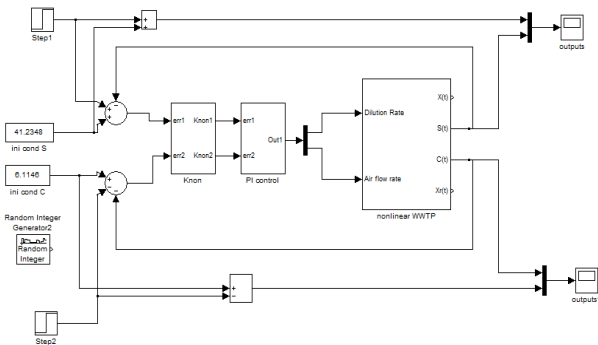 Step1
+
+
outputs
-
+
+
41.2348
ini cond S
6.1146
ini cond C
+
-
-
Random Integer
Generator2
Random
Integer
err1
Knon1
err2
Knon2
Knon
err1
Out1
err2
PI control
X(t)
Dilution Rate
S(t)
C(t)
Air flow rate
Xr(t)
nonlinear WWTP
+
-
outputs
Step2